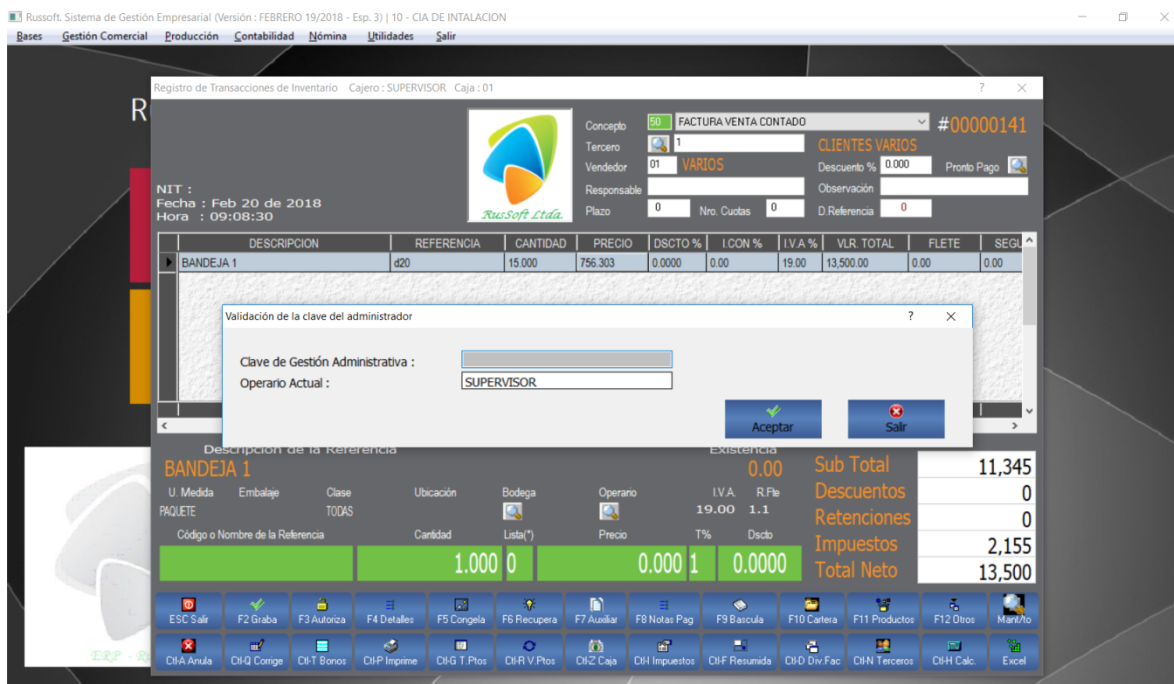 Russoft. Sistema de Gestión Empresarial (Versión : FEBRERO 19/2018 - Esp. 3) | 10 - CIA DE INTALACION
Bases Gestión Comercial Producción Contabilidad Nómina Utilidades Salir
Registro de Transacciones de Inventario Cajero : SUPERVISOR Caja : 01
RusSoft Ltda.
NIT :
Fecha : Feb 20 de 2018
Hora : 09:08:30
Concepto 50 FACTURA VENTA CONTADO #00000141
Tercero 1 CLIENTES VARIOS
Vendedor 01 VARIOS Descuento % 0.000 Pronto Pago
Responsable Observación
Plazo 0 Nro. Cuotas 0 D.Referencia 0
DESCRIPCION REFERENCIA CANTIDAD PRECIO DSCTO % I.CON % I.V.A % VLR. TOTAL FLETE SEGU
BANDEJA 1 d20 15.000 756.303 0.0000 0.00 19.00 13,500.00 0.00 0.00
Validación de la clave del administrador
Clave de Gestión Administrativa :
Operario Actual : SUPERVISOR
Aceptar Salir
Descripción de la Referencia Existencia
BANDEJA 1 0.00
U. Medida Embalaje Clase Ubicación Bodega Operario I.V.A. R.Fte
PAQUETE TODAS 19.00 1.1
Código o Nombre de la Referencia Cantidad Lista(*) Precio T% Dscto
1.000 0 0.000 1 0.0000
Sub Total 11,345
Descuentos 0
Retenciones 0
Impuestos 2,155
Total Neto 13,500
ESC Salir F2 Graba F3 Autoriza F4 Detalles F5 Congela F6 Recupera F7 Auxiliar F8 Notas Pag F9 Bascula F10 Cartera F11 Productos F12 Otros Mant/to
Ctl-A Anula Ctl-Q Corrige Ctl-T Bonos Ctl-P Imprime Ctl-G T.Ptos Ctl-R V.Ptos Ctl-Z Caja Ctl-I Impuestos Ctl-F Resumida Ctl-D Div.Fac Ctl-N Terceros Ctl-H Calc. Excel